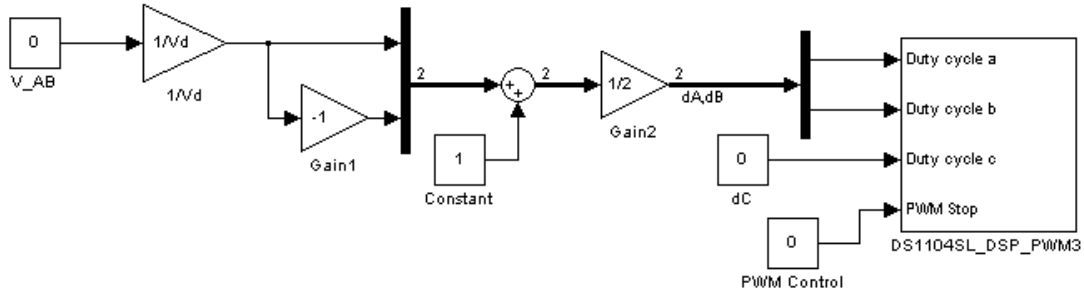 0
V_AB
1/Vd
1/Vd
-1
Gain1
2
1
Constant
2
1/2
Gain2
2
dA,dB
0
dC
0
PWM Control
Duty cycle a
Duty cycle b
Duty cycle c
PWM Stop
DS1104SL_DSP_PWM3